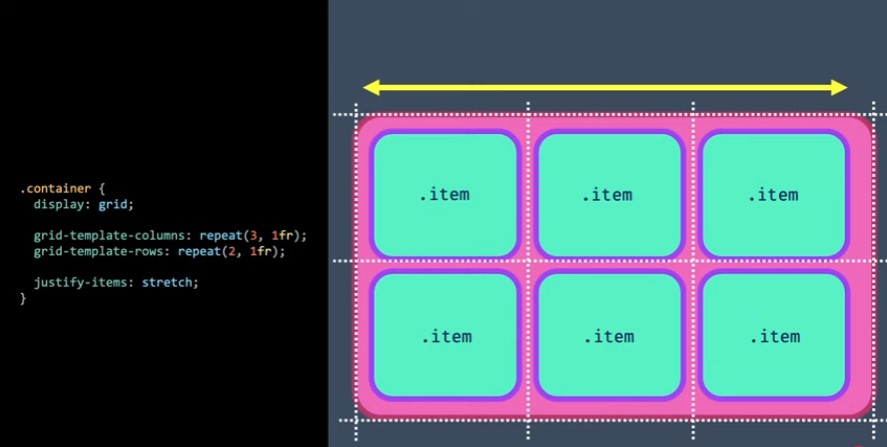 .container {
display: grid;
grid-template-columns: repeat(3, 1fr);
grid-template-rows: repeat(2, 1fr);
justify-items: stretch;
}
.item .item .item
.item .item .item